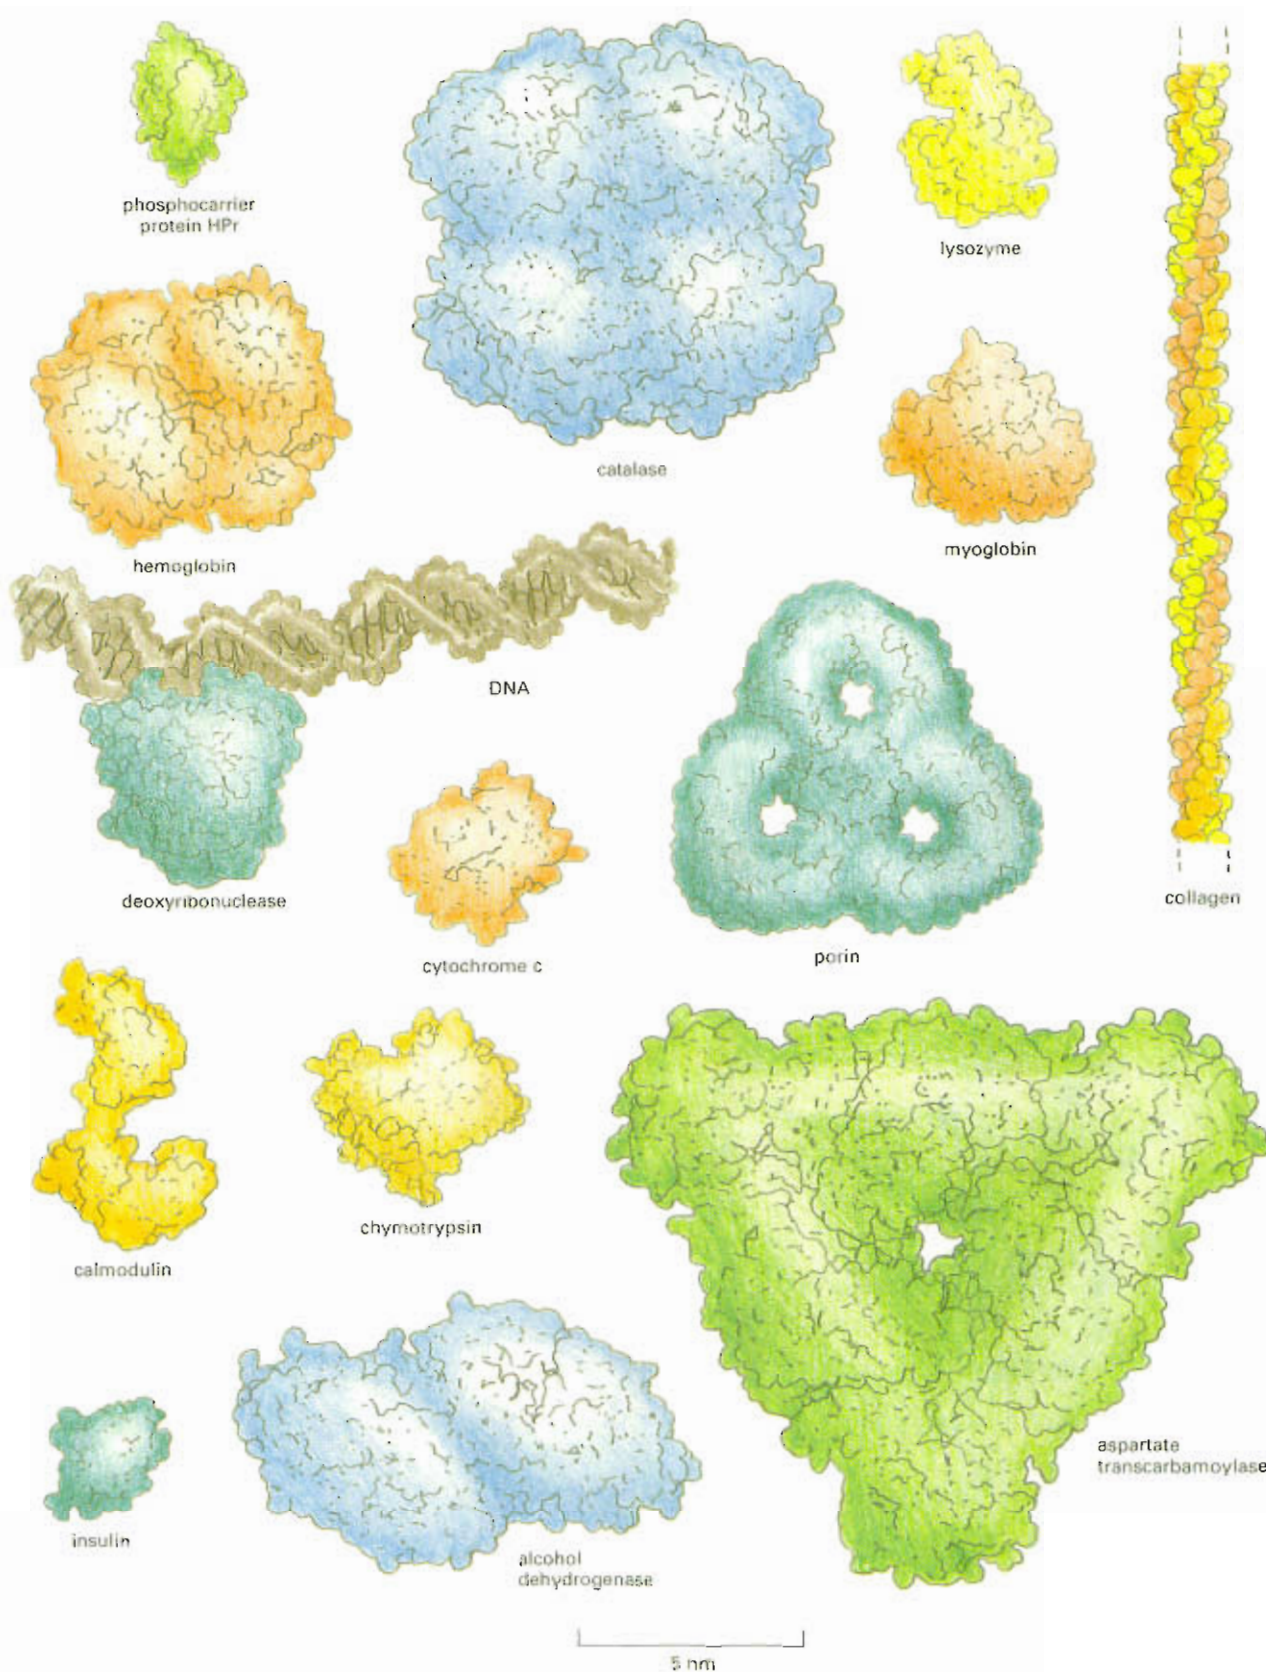 phosphocarrier
protein HPr
catalase
lysozyme
hemoglobin
myoglobin
DNA
deoxyribonuclease
cytochrome c
porin
collagen
calmodulin
chymotrypsin
insulin
alcohol
dehydrogenase
aspartate
transcarbamoylase
5 nm